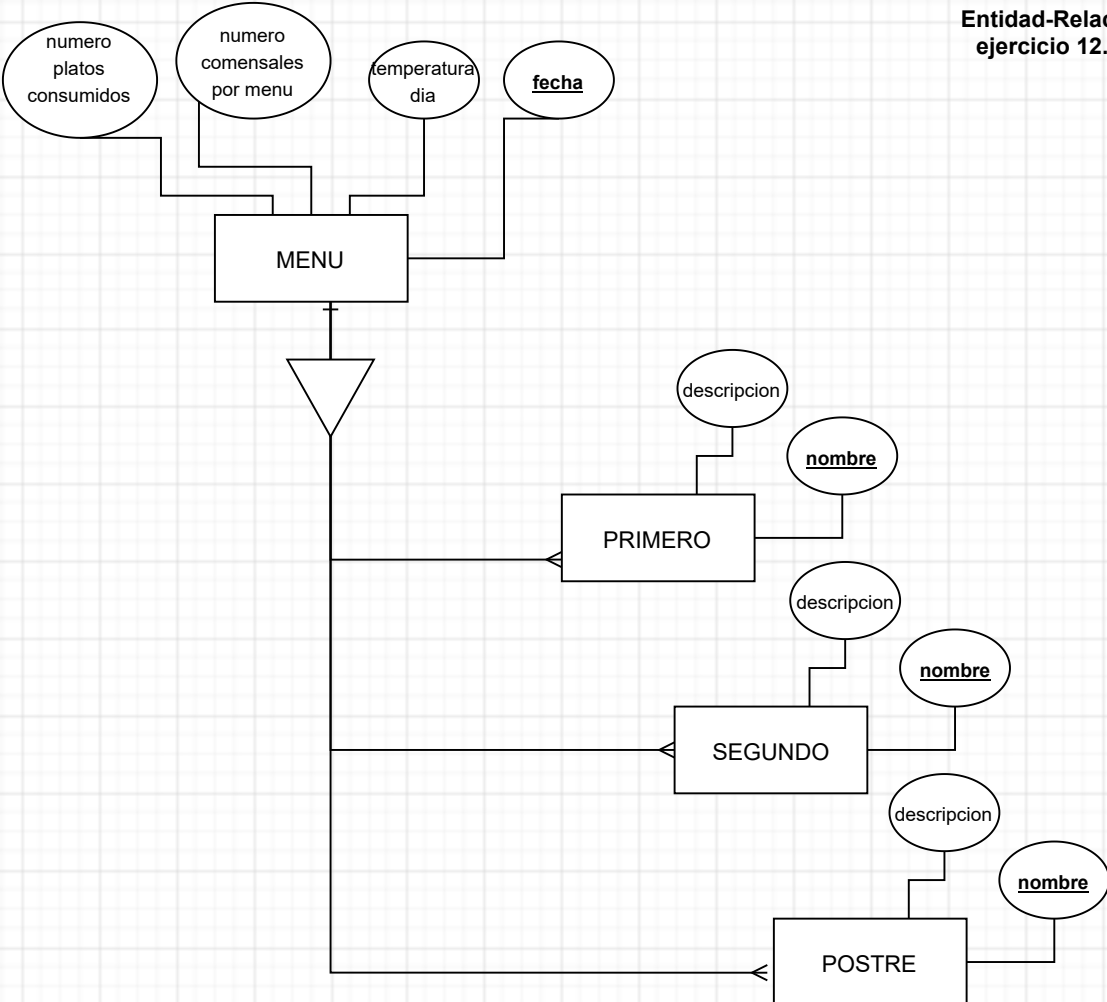 Entidad-Relac
ejercicio 12.
numero
platos
consumidos
numero
comensales
por menu
temperatura
dia
fecha
MENU
descripcion
nombre
PRIMERO
descripcion
nombre
SEGUNDO
descripcion
nombre
POSTRE